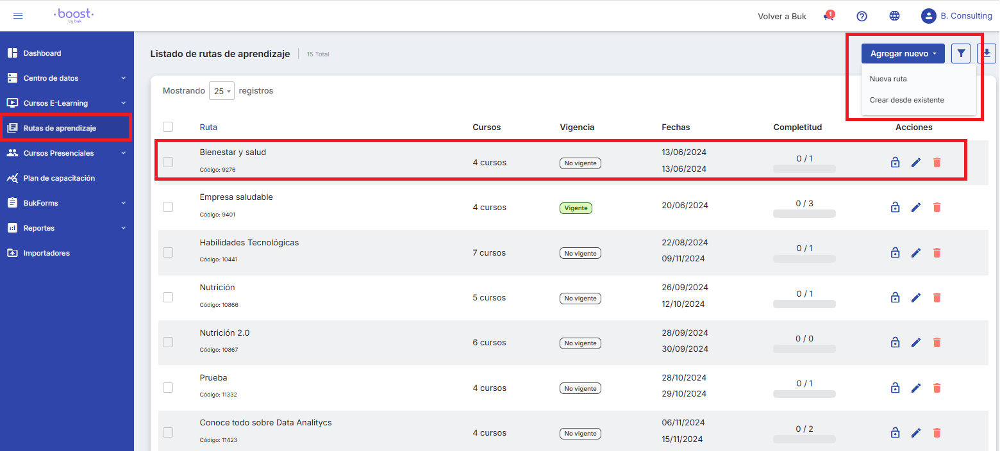 ·boost·
by buk
Volver a Buk
1
B. Consulting
Dashboard
Centro de datos
Cursos E-Learning
Rutas de aprendizaje
Cursos Presenciales
Plan de capacitación
BukForms
Reportes
Importadores
Listado de rutas de aprendizaje
15 Total
Agregar nuevo
Nueva ruta
Crear desde existente
Mostrando 25 registros
Ruta Cursos Vigencia Fechas Completitud Acciones
Bienestar y salud
Código: 9276
4 cursos
No vigente
13/06/2024
13/06/2024
0 / 1
Empresa saludable
Código: 9401
4 cursos
Vigente
20/06/2024
0 / 3
Habilidades Tecnológicas
Código: 10441
7 cursos
No vigente
22/08/2024
09/11/2024
0 / 1
Nutrición
Código: 10866
5 cursos
No vigente
26/09/2024
12/10/2024
0 / 1
Nutrición 2.0
Código: 10867
6 cursos
No vigente
28/09/2024
30/09/2024
0 / 0
Prueba
Código: 11332
4 cursos
No vigente
28/10/2024
29/10/2024
0 / 1
Conoce todo sobre Data Analitycs
Código: 11423
4 cursos
No vigente
06/11/2024
15/11/2024
0 / 2